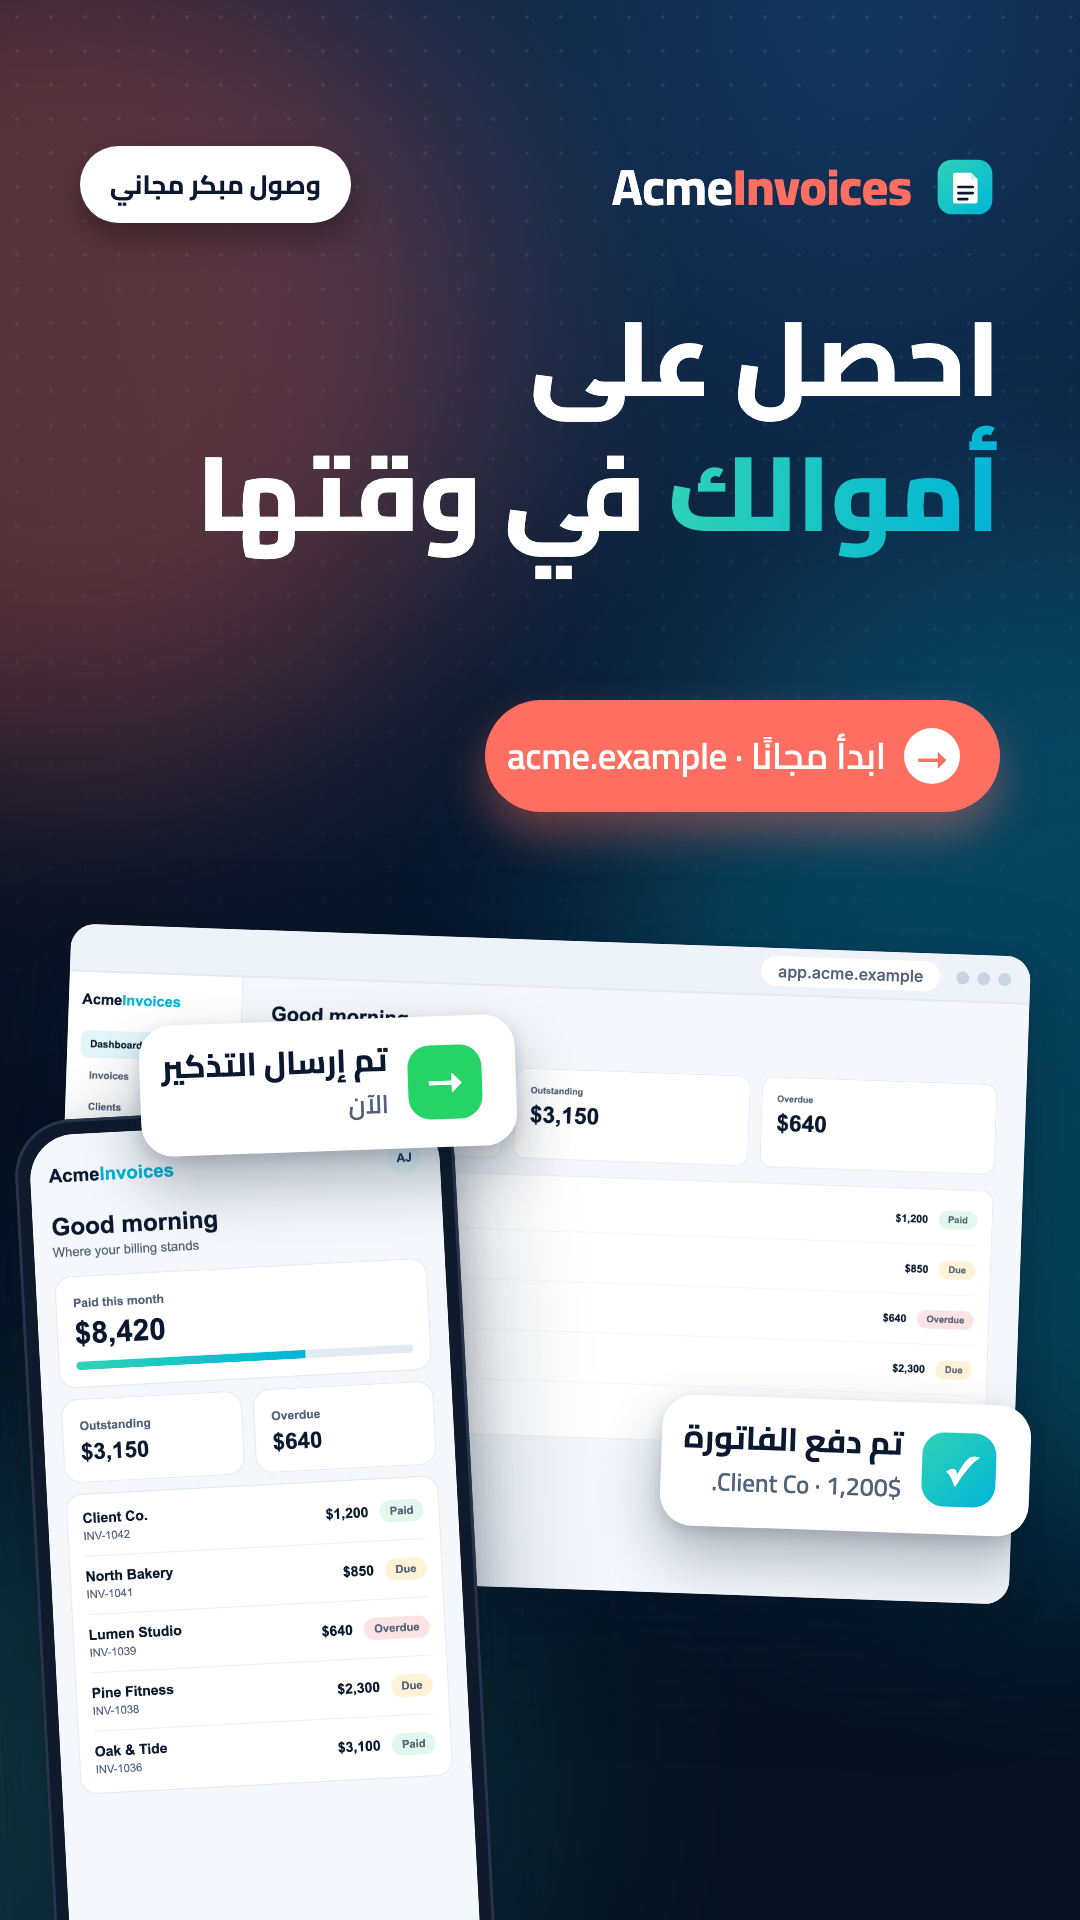 AcmeInvoices
وصول مبكر مجاني
احصل على
أموالك في وقتها
→ ابدأ مجانًا · acme.example
app.acme.example
AcmeInvoices
Good morning
Dashboard
Invoices
Clients
Outstanding
$3,150
Overdue
$640
$1,200 Paid
$850 Due
$640 Overdue
$2,300 Due
→ تم إرسال التذكير
الآن
AcmeInvoices
AJ
Good morning
Where your billing stands
Paid this month
$8,420
Outstanding
$3,150
Overdue
$640
Client Co. $1,200 Paid
INV-1042
North Bakery $850 Due
INV-1041
Lumen Studio $640 Overdue
INV-1039
Pine Fitness $2,300 Due
INV-1038
Oak & Tide $3,100 Paid
INV-1036
✓ تم دفع الفاتورة
.Client Co · 1,200$